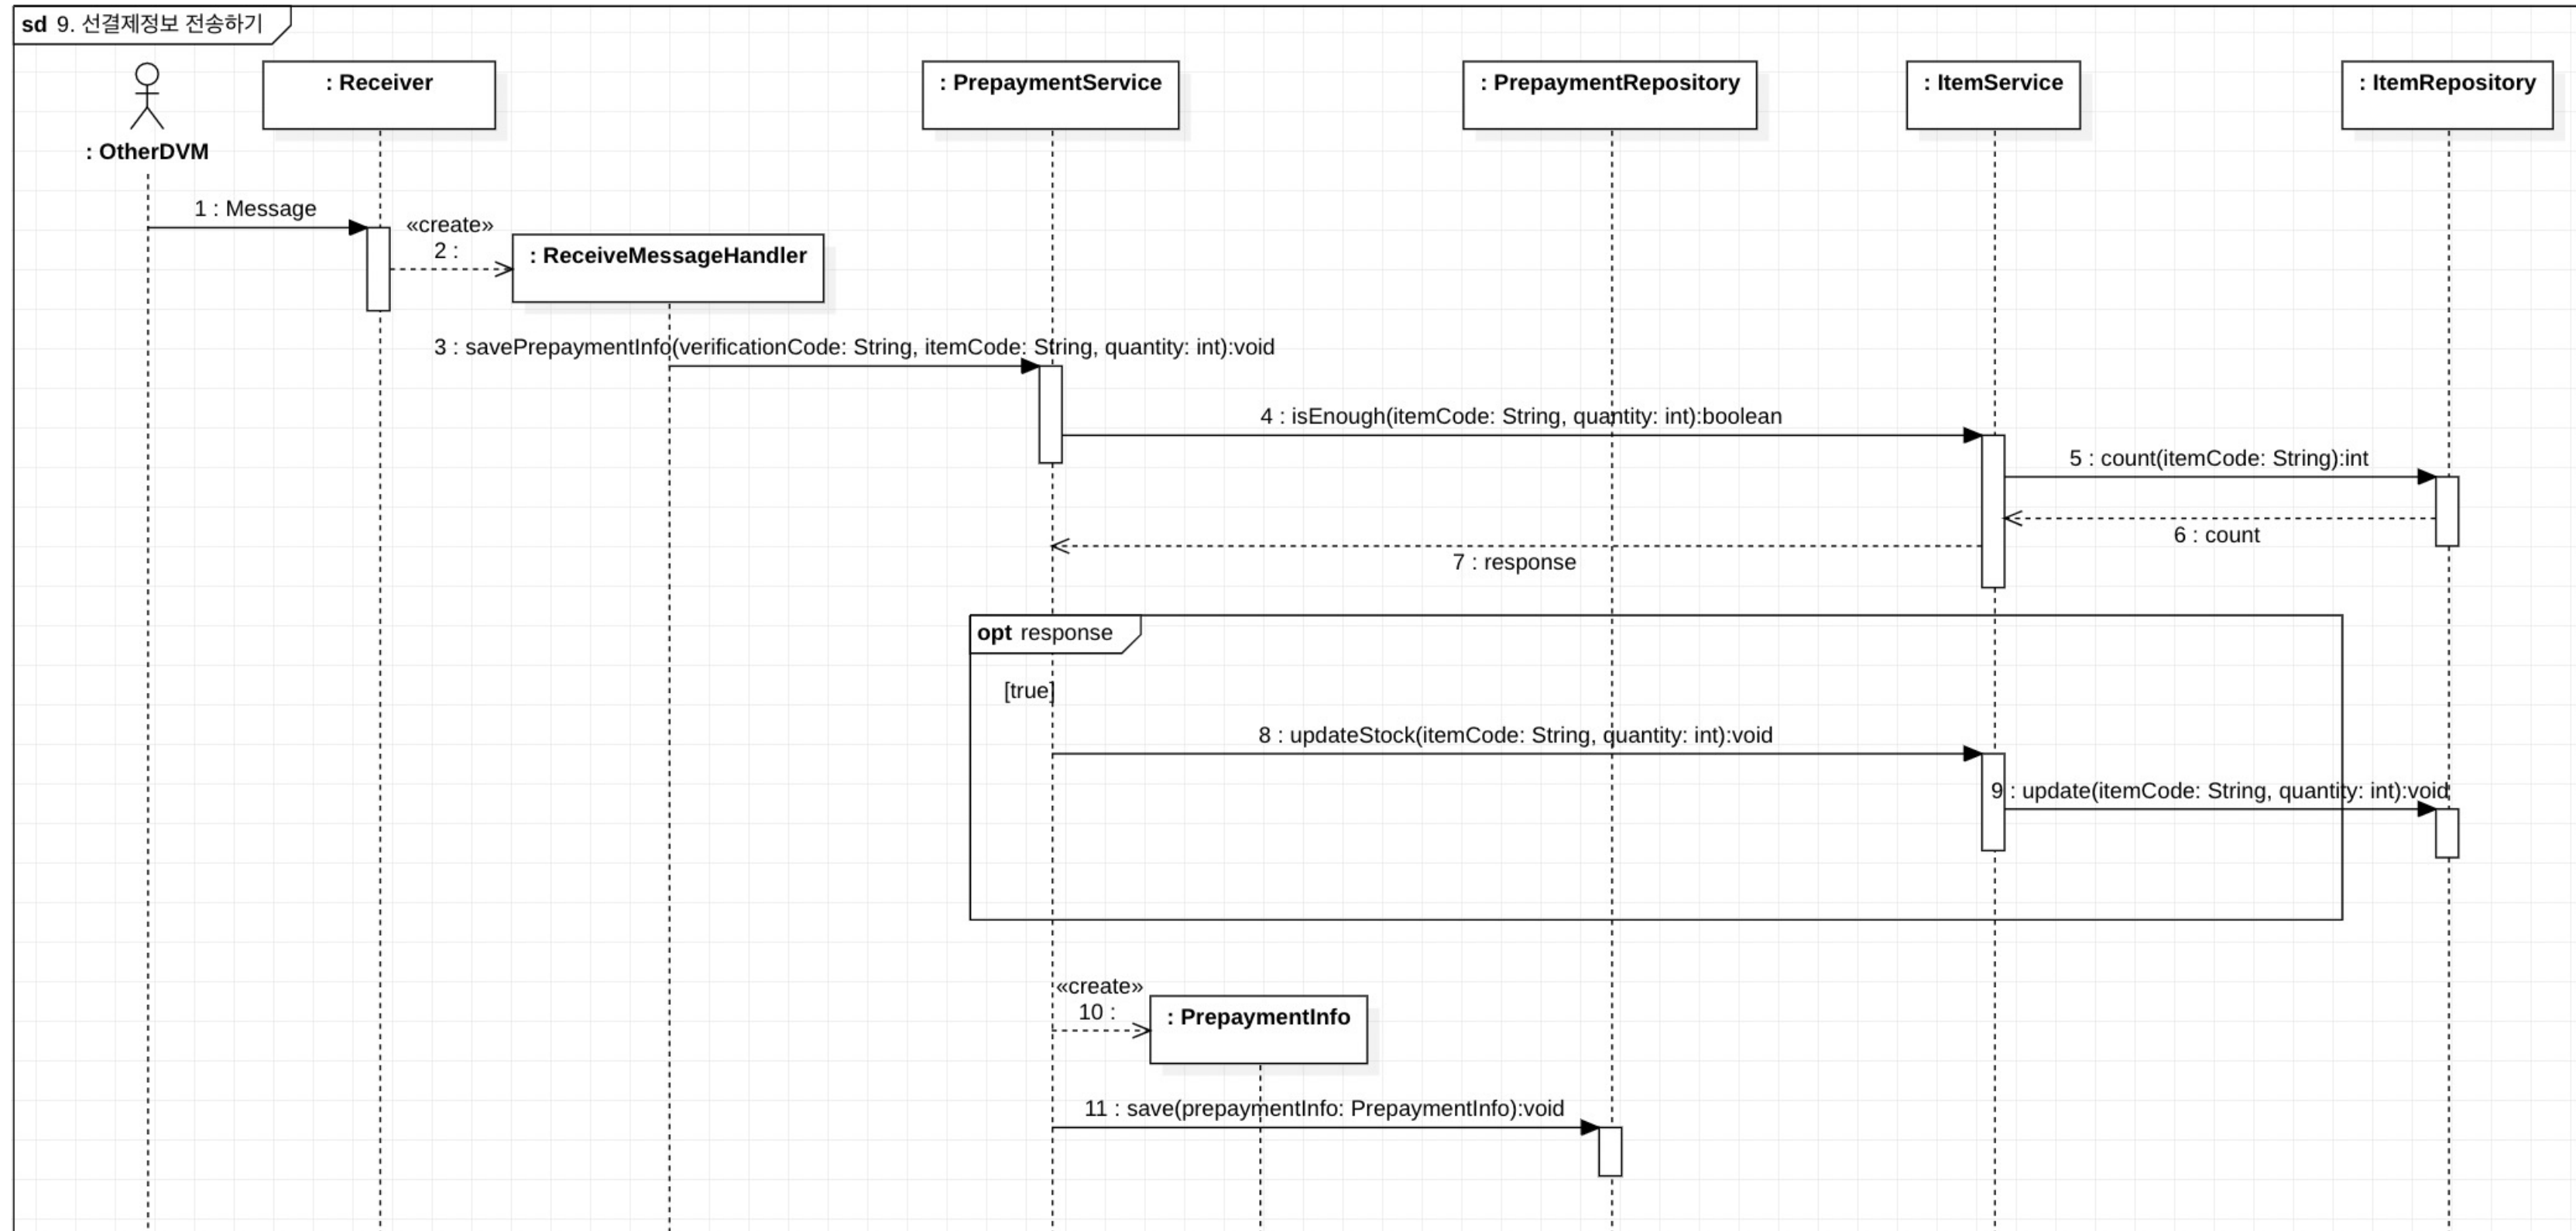 sd 9. 선결제정보 전송하기
: OtherDVM
: Receiver
: PrepaymentService
: PrepaymentRepository
: ItemService
: ItemRepository
1 : Message
«create»
2 :
: ReceiveMessageHandler
3 : savePrepaymentInfo(verificationCode: String, itemCode: String, quantity: int):void
4 : isEnough(itemCode: String, quantity: int):boolean
5 : count(itemCode: String):int
6 : count
7 : response
opt response
[true]
8 : updateStock(itemCode: String, quantity: int):void
9 : update(itemCode: String, quantity: int):void
«create»
10 :
: PrepaymentInfo
11 : save(prepaymentInfo: PrepaymentInfo):void